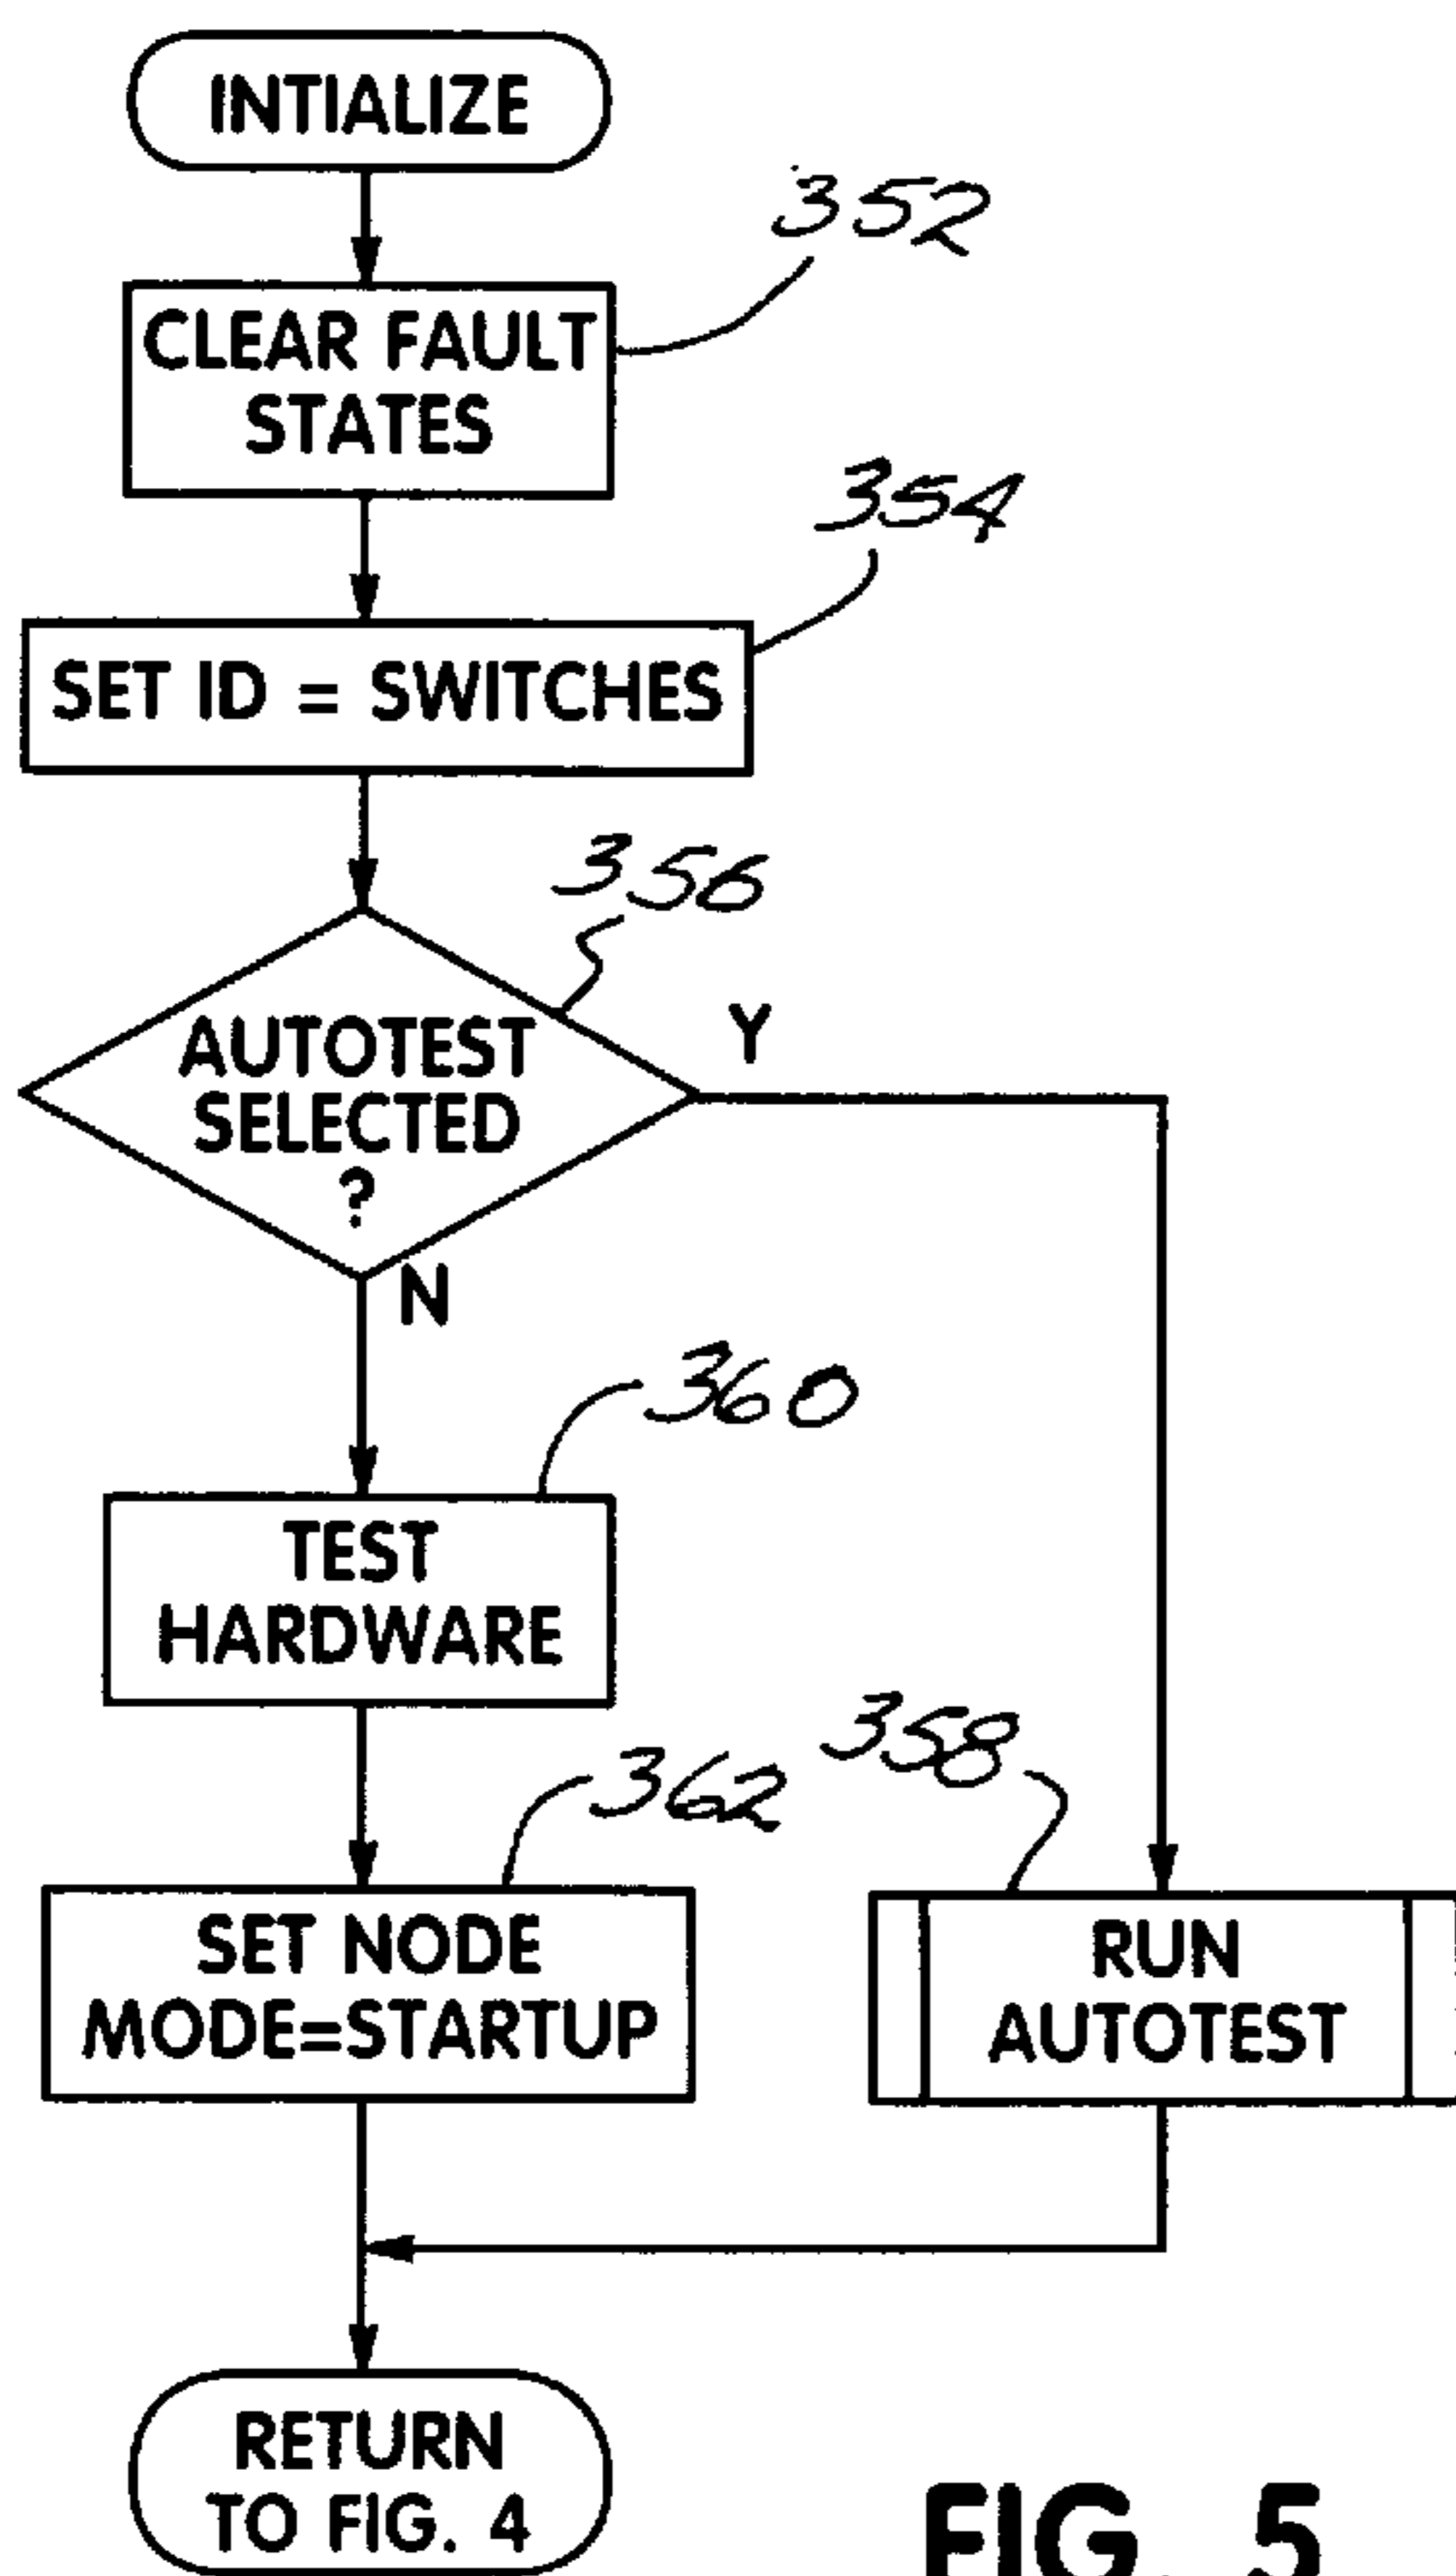 INTIALIZE
352
CLEAR FAULT
STATES
354
SET ID = SWITCHES
356
AUTOTEST
SELECTED
?
Y
N
360
TEST
HARDWARE
358
362
SET NODE
MODE=STARTUP
RUN
AUTOTEST
RETURN
TO FIG. 4
FIG. 5